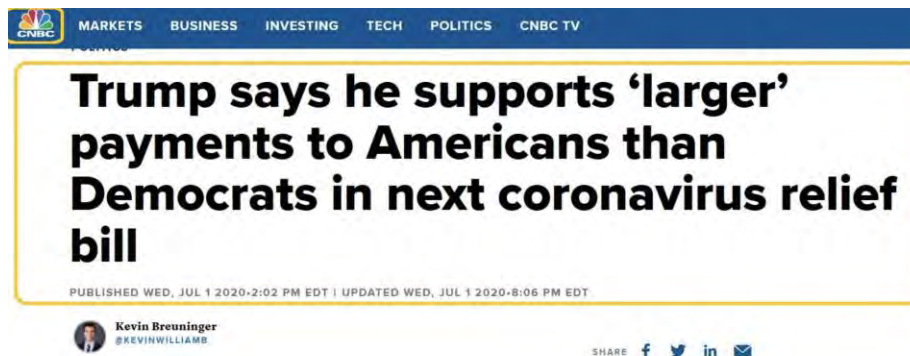 CNBC MARKETS BUSINESS INVESTING TECH POLITICS CNBC TV
POLITICS
Trump says he supports ‘larger’
payments to Americans than
Democrats in next coronavirus relief
bill
PUBLISHED WED, JUL 1 2020•2:02 PM EDT | UPDATED WED, JUL 1 2020•8:06 PM EDT
Kevin Breuninger
@KEVINWILLIAMB
SHARE